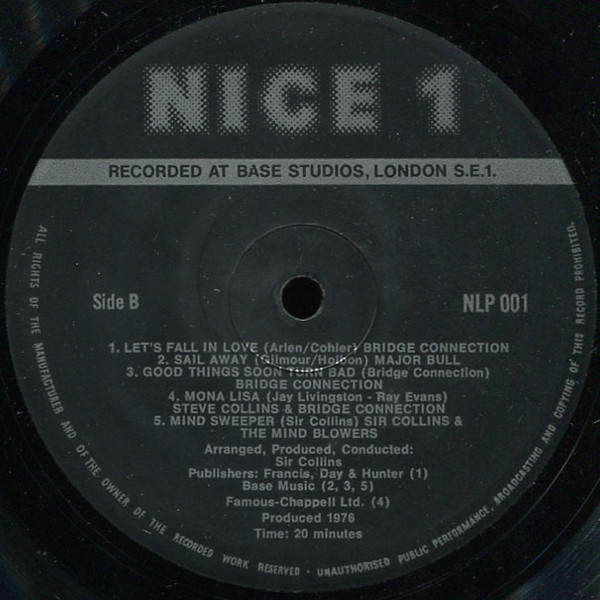 NICE 1
RECORDED AT BASE STUDIOS, LONDON S.E.1.
Side B
NLP 001
1. LET'S FALL IN LOVE (Arlen/Cohler) BRIDGE CONNECTION
2. SAIL AWAY (Gilmour/Holbon) MAJOR BULL
3. GOOD THINGS SOON TURN BAD (Bridge Connection)
BRIDGE CONNECTION
4. MONA LISA (Jay Livingston - Ray Evans)
STEVE COLLINS & BRIDGE CONNECTION
5. MIND SWEEPER (Sir Collins) SIR COLLINS &
THE MIND BLOWERS
Arranged, Produced, Conducted:
Sir Collins
Publishers: Francis, Day & Hunter (1)
Base Music (2, 3, 5)
Famous-Chappell Ltd. (4)
Produced 1976
Time: 20 minutes
ALL RIGHTS OF THE MANUFACTURER AND OF THE OWNER OF THE RECORDED WORK RESERVED · UNAUTHORISED PUBLIC PERFORMANCE, BROADCASTING AND COPYING OF THIS RECORD PROHIBITED.